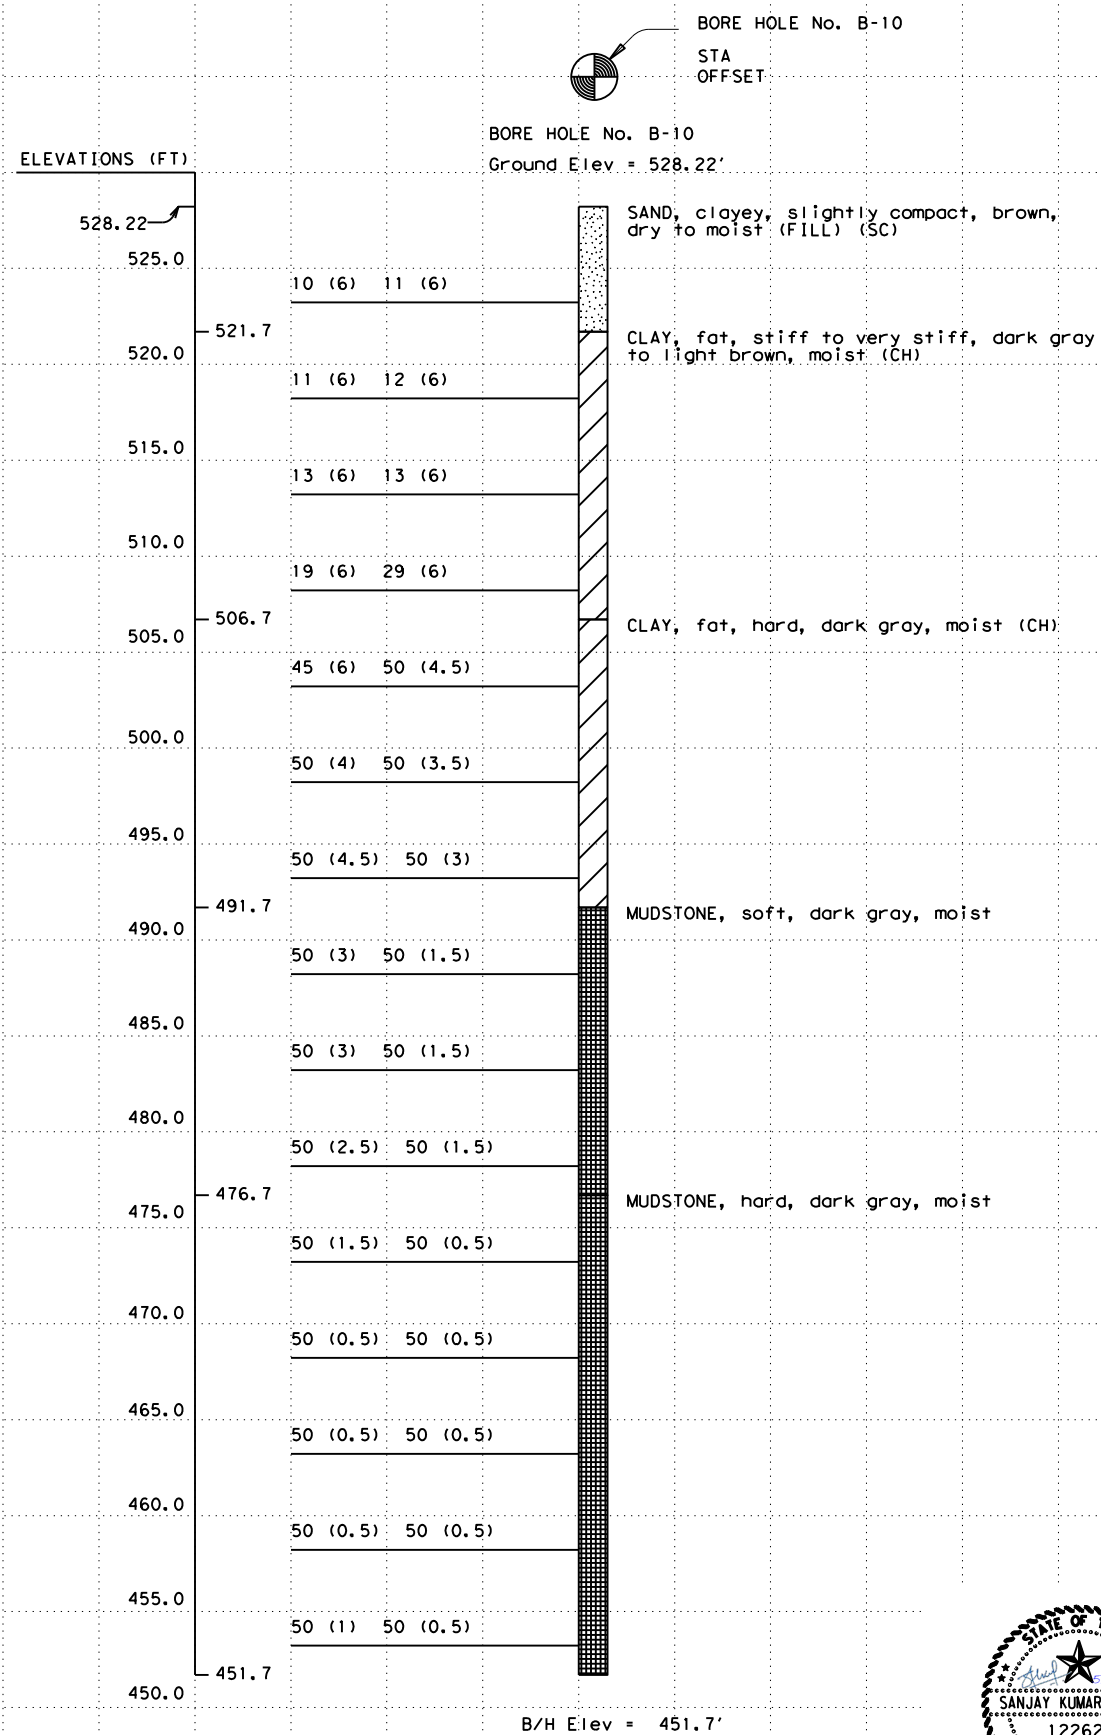 BORE HOLE No. B-10
STA
OFFSET
BORE HOLE No. B-10
Ground Elev = 528.22'
ELEVATIONS (FT)
528.22
SAND, clayey, slightly compact, brown,
dry to moist (FILL) (SC)
525.0
10 (6) 11 (6)
521.7
CLAY, fat, stiff to very stiff, dark gray
to light brown, moist (CH)
520.0
11 (6) 12 (6)
515.0
13 (6) 13 (6)
510.0
19 (6) 29 (6)
506.7
CLAY, fat, hard, dark gray, moist (CH)
505.0
45 (6) 50 (4.5)
500.0
50 (4) 50 (3.5)
495.0
50 (4.5) 50 (3)
491.7
MUDSTONE, soft, dark gray, moist
490.0
50 (3) 50 (1.5)
485.0
50 (3) 50 (1.5)
480.0
50 (2.5) 50 (1.5)
476.7
MUDSTONE, hard, dark gray, moist
475.0
50 (1.5) 50 (0.5)
470.0
50 (0.5) 50 (0.5)
465.0
50 (0.5) 50 (0.5)
460.0
50 (0.5) 50 (0.5)
455.0
50 (1) 50 (0.5)
451.7
450.0
B/H Elev = 451.7'
STATE OF
SANJAY KUMAR
1226